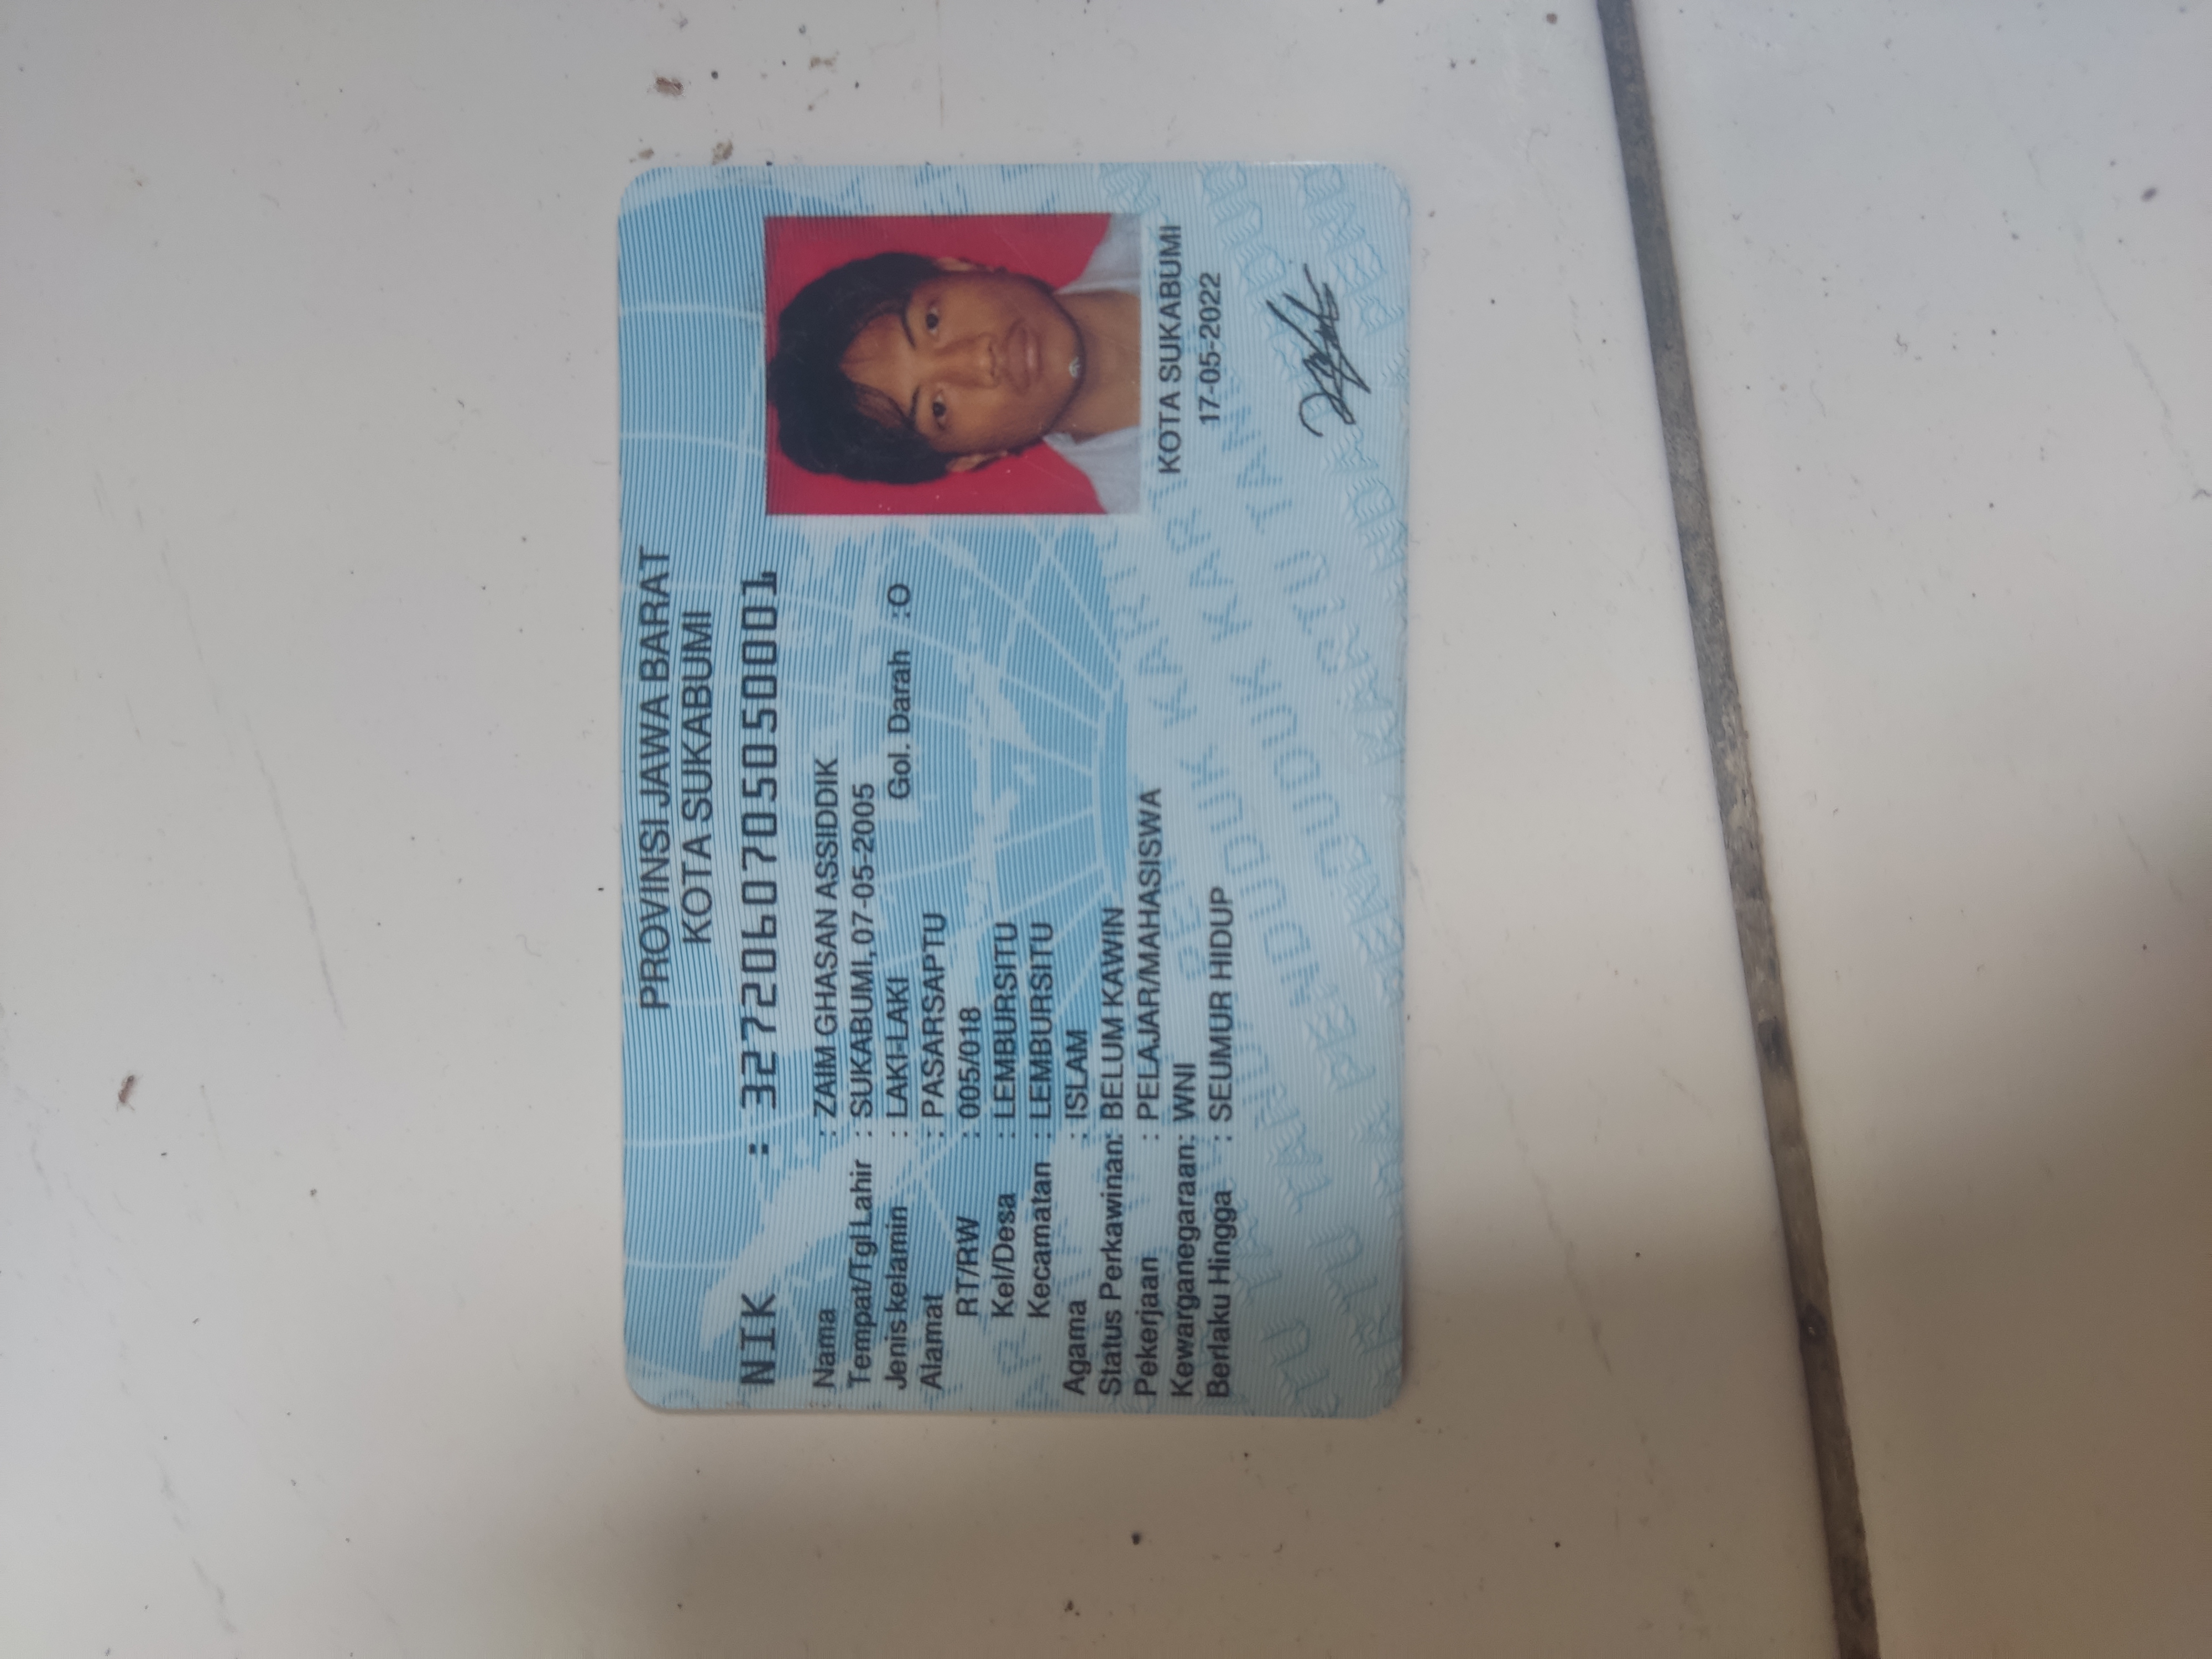 PROVINSI JAWA BARAT
KOTA SUKABUMI
NIK : 3272060705050001
Nama : ZAIM GHASAN ASSIDDIK
Tempat/Tgl Lahir : SUKABUMI, 07-05-2005
Jenis kelamin : LAKI-LAKI Gol. Darah :O
Alamat : PASARSAPTU
RT/RW : 005/018
Kel/Desa : LEMBURSITU
Kecamatan : LEMBURSITU
Agama : ISLAM
Status Perkawinan: BELUM KAWIN
Pekerjaan : PELAJAR/MAHASISWA
Kewarganegaraan: WNI
Berlaku Hingga : SEUMUR HIDUP
KOTA SUKABUMI
17-05-2022